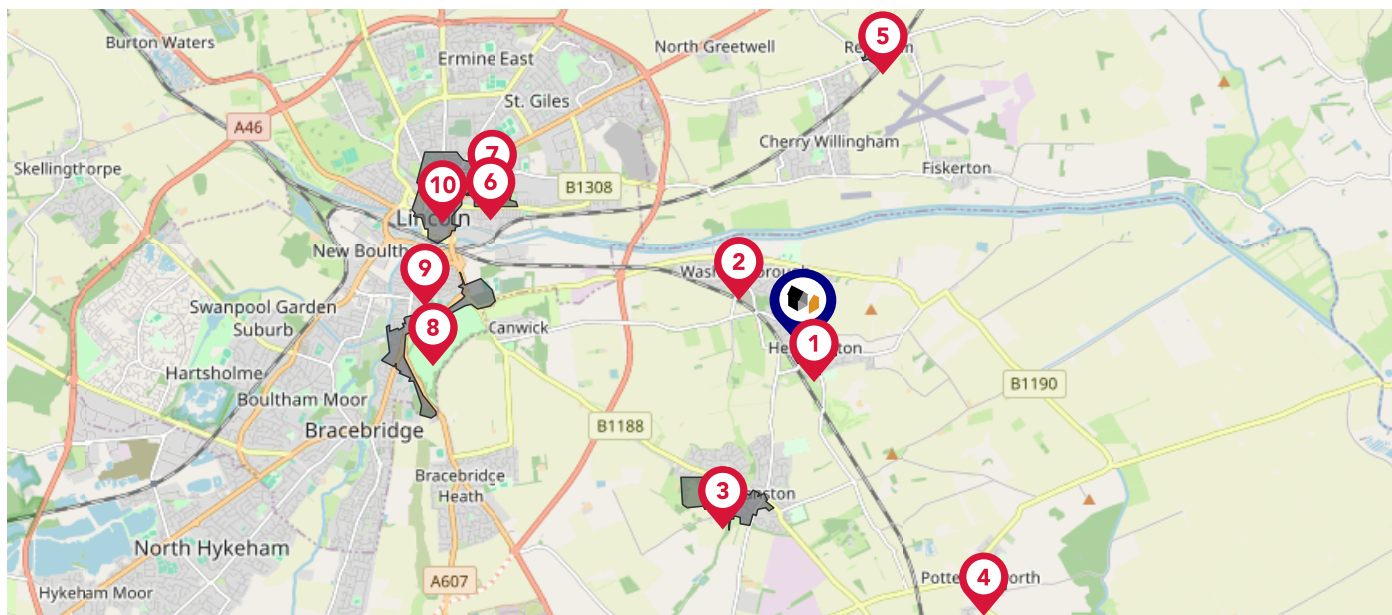 Burton Waters
Ermine East
North Greetwell
5
St. Giles
A46
Cherry Willingham
Skellingthorpe
7
Fiskerton
10
6
B1308
Lincoln
New Boulth
2
9
Swanpool Garden
Suburb
8
Canwick
1
Hartsholme
B1190
Boultham Moor
Bracebridge
B1188
Bracebridge
Heath
3
North Hykeham
A607
4
Hykeham Moor